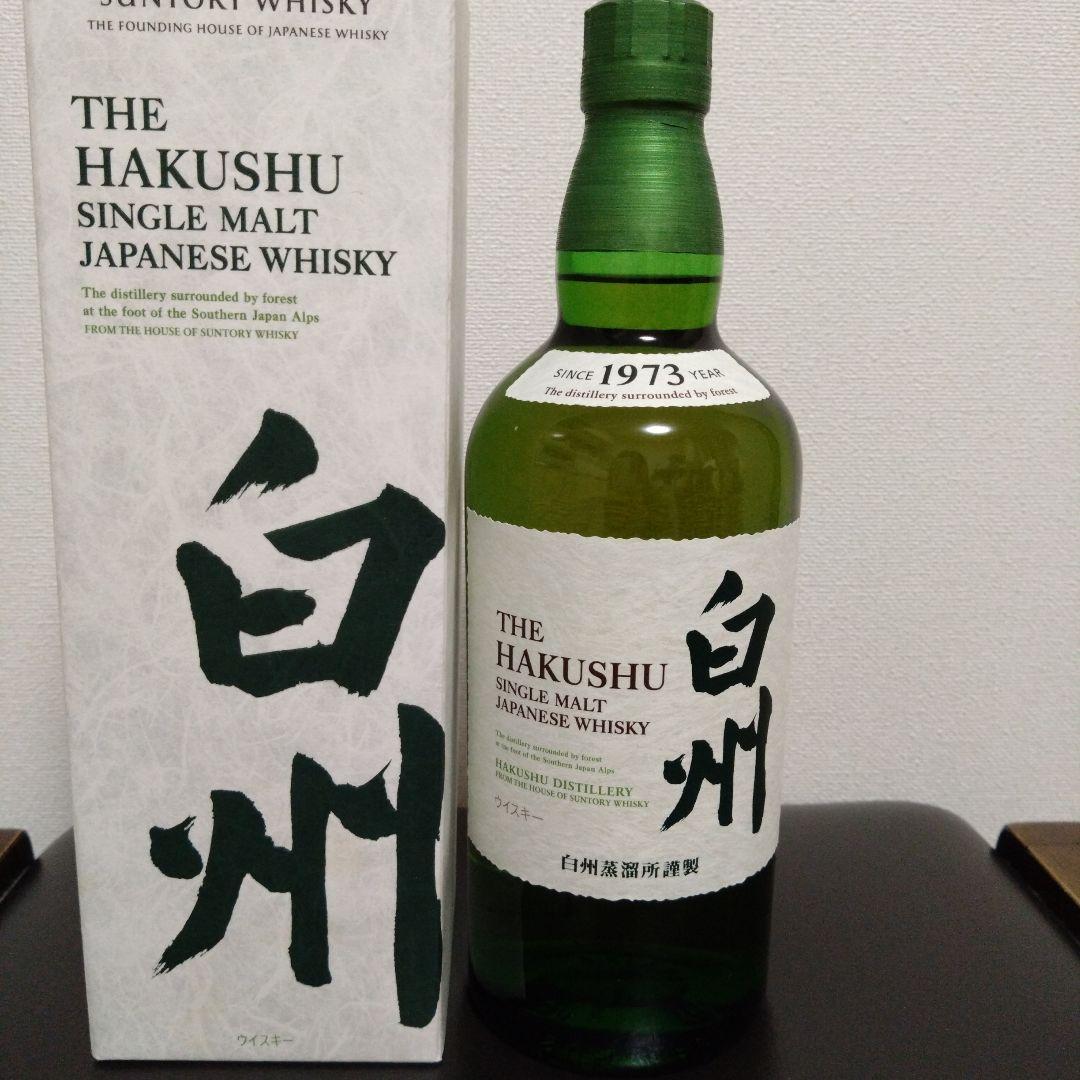 SUNTORY WHISKY
THE FOUNDING HOUSE OF JAPANESE WHISKY
THE
HAKUSHU
SINGLE MALT
JAPANESE WHISKY
The distillery surrounded by forest
at the foot of the Southern Japan Alps
FROM THE HOUSE OF SUNTORY WHISKY
白州
ウイスキー
SINCE 1973 YEAR
The distillery surrounded by forest
THE
HAKUSHU
SINGLE MALT
JAPANESE WHISKY
The distillery surrounded by forest
at the foot of the Southern Japan Alps
HAKUSHU DISTILLERY
FROM THE HOUSE OF SUNTORY WHISKY
ウイスキー
白州
白州蒸溜所謹製